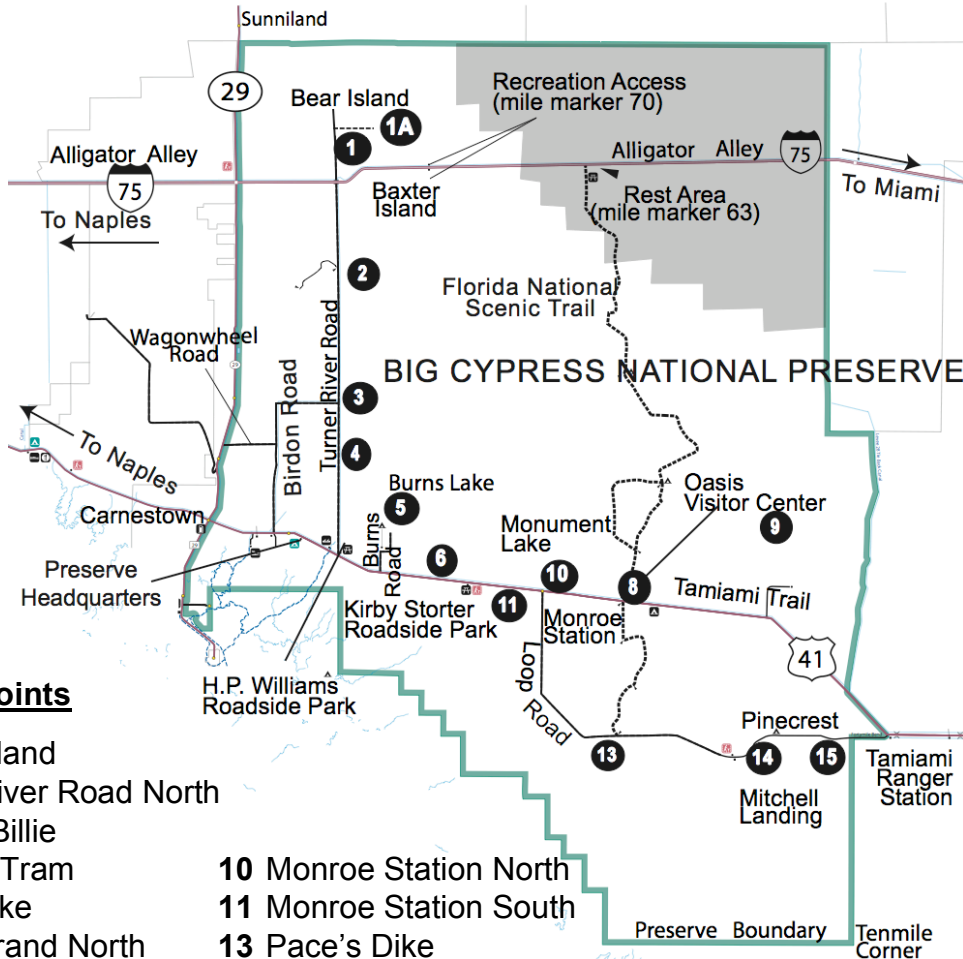 Sunniland
29
Bear Island
Recreation Access
(mile marker 70)
1A
1
Alligator Alley
75
Alligator Alley
75
To Miami
Baxter
Island
Rest Area
(mile marker 63)
To Naples
2
Florida National
Scenic Trail
Wagonwheel
Road
Turner River Road
BIG CYPRESS NATIONAL PRESERVE
29
3
Birdon Road
To Naples
4
Burns Lake
5
Oasis
Visitor Center
9
Carnestown
Monument
Lake
Burns
Road
6
10
8
Tamiami Trail
29
Preserve
Headquarters
11
Kirby Storter
Roadside Park
Monroe
Station
41
Loop
Road
H.P. Williams
Roadside Park
oints
Pinecrest
13
14
15
Tamiami
Ranger
Station
Mitchell
Landing
land
iver Road North
Billie
Tram
10 Monroe Station North
ke
11 Monroe Station South
rand North
13 Pace's Dike
Preserve Boundary
Tenmile
Corner